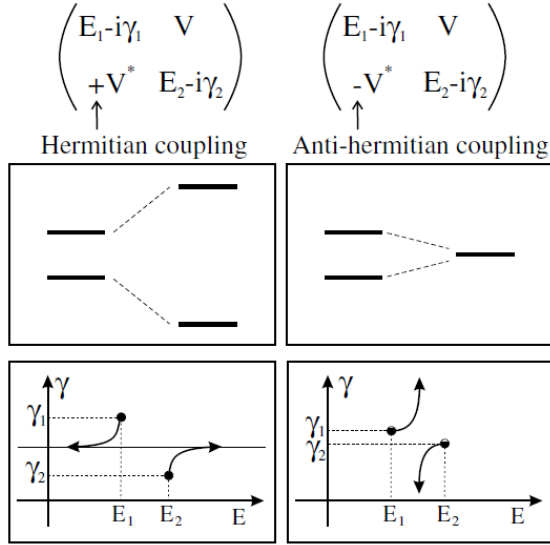 E₁-iγ₁ V
+V* E₂-iγ₂
Hermitian coupling
E₁-iγ₁ V
-V* E₂-iγ₂
Anti-hermitian coupling
γ
γ₁
γ₂
E₁ E₂ E
γ
γ₁
γ₂
E₁ E₂ E